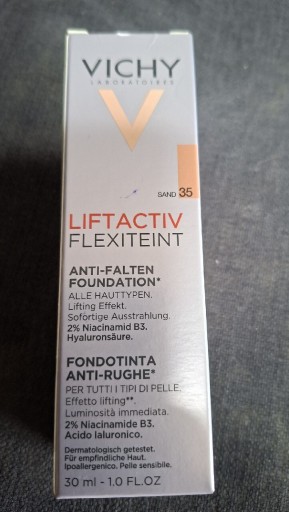 VICHY
LABORATOIRES
SAND 35
LIFTACTIV
FLEXITEINT
ANTI-FALTEN
FOUNDATION*
ALLE HAUTTYPEN.
Lifting Effekt.
Sofortige Ausstrahlung.
2% Niacinamid B3.
Hyaluronsäure.
FONDOTINTA
ANTI-RUGHE*
PER TUTTI I TIPI DI PELLE.
Effetto lifting**.
Luminosità immediata.
2% Niacinamide B3.
Acido Ialuronico.
Dermatologisch getestet.
Für empfindliche Haut.
Ipoallergenico. Pelle sensibile.
30 ml - 1.0 FL.OZ